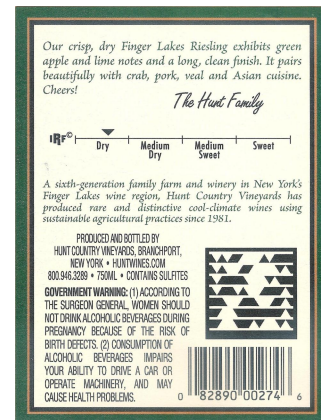 Our crisp, dry Finger Lakes Riesling exhibits green
apple and lime notes and a long, clean finish. It pairs
beautifully with crab, pork, veal and Asian cuisine.
Cheers!
The Hunt Family
IRF©
Dry
Medium Dry
Medium Sweet
Sweet
A sixth-generation family farm and winery in New York's
Finger Lakes wine region, Hunt Country Vineyards has
produced rare and distinctive cool-climate wines using
sustainable agricultural practices since 1981.
PRODUCED AND BOTTLED BY
HUNT COUNTRY VINEYARDS, BRANCHPORT,
NEW YORK • HUNTWINES.COM
800.946.3289 • 750ML • CONTAINS SULFITES
GOVERNMENT WARNING: (1) ACCORDING TO
THE SURGEON GENERAL, WOMEN SHOULD
NOT DRINK ALCOHOLIC BEVERAGES DURING
PREGNANCY BECAUSE OF THE RISK OF
BIRTH DEFECTS. (2) CONSUMPTION OF
ALCOHOLIC BEVERAGES IMPAIRS
YOUR ABILITY TO DRIVE A CAR OR
OPERATE MACHINERY, AND MAY
CAUSE HEALTH PROBLEMS.
0 82890 00274 6